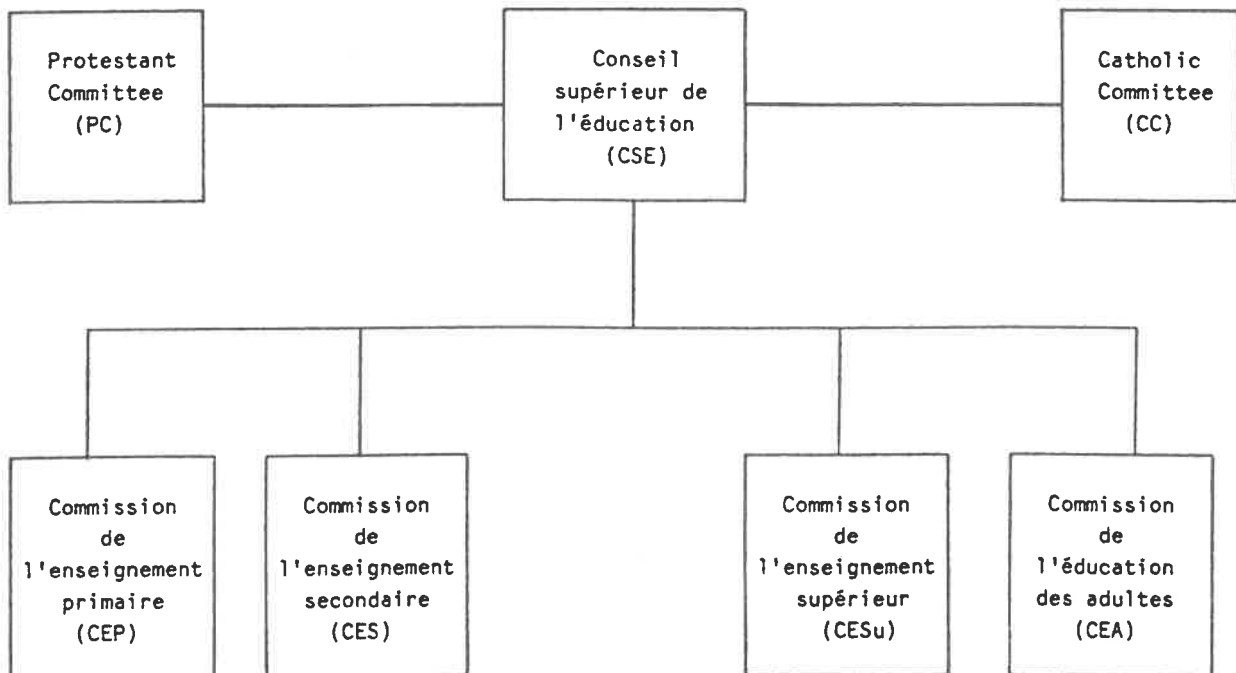 Protestant
Committee
(PC)
Conseil
supérieur de
l'éducation
(CSE)
Catholic
Committee
(CC)
Commission
de
l'enseignement
primaire
(CEP)
Commission
de
l'enseignement
secondaire
(CES)
Commission
de
l'enseignement
supérieur
(CESu)
Commission
de
l'éducation
des adultes
(CEA)